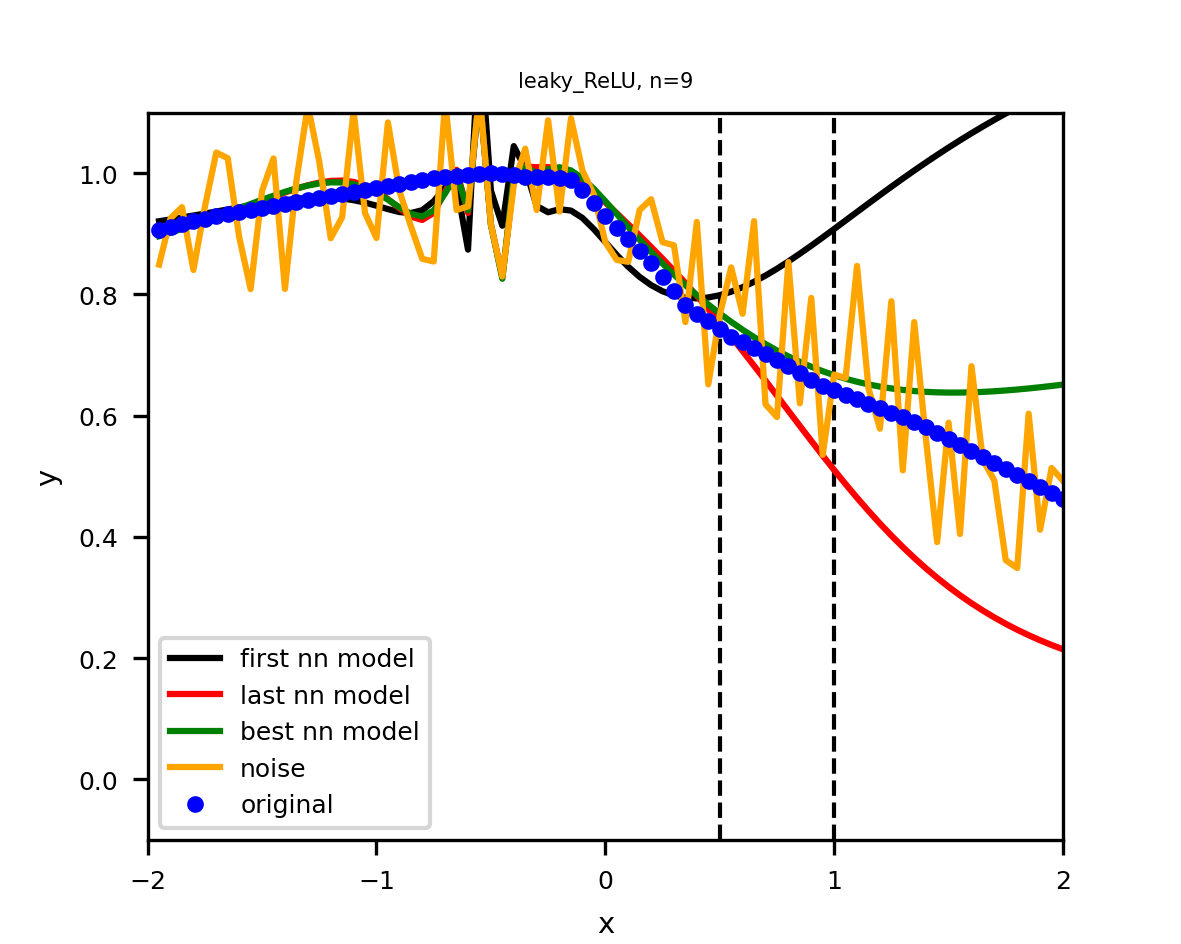 leaky_ReLU, n=9
y
1.0
0.8
0.6
0.4
0.2
0.0
first nn model
last nn model
best nn model
noise
original
−2
−1
0
1
2
x